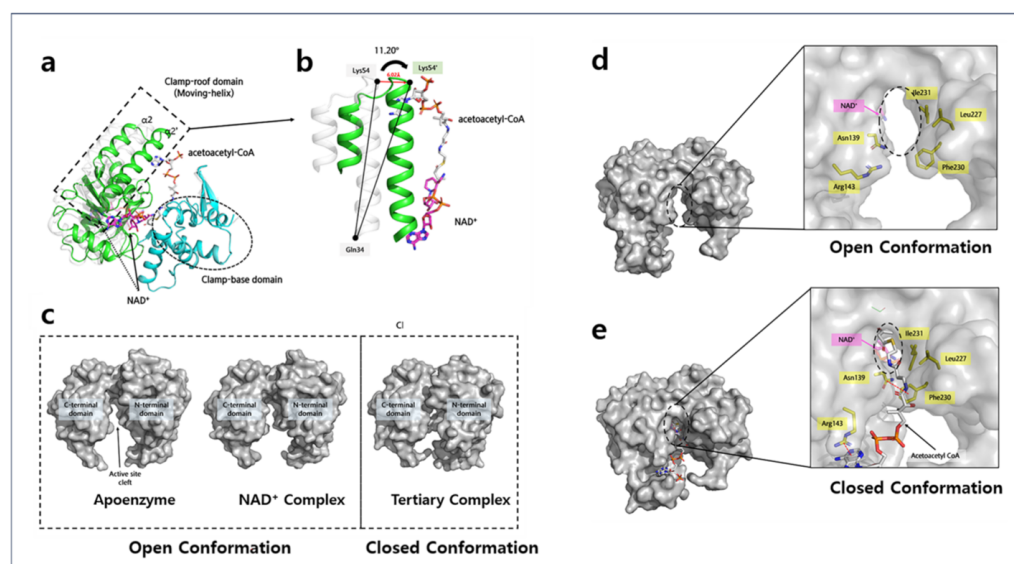 a
Clamp-roof domain
(Moving-helix)
α2
α2'
acetoacetyl-CoA
Clamp-base domain
NAD⁺
b
11,20°
Lys54
Lys54'
acetoacetyl-CoA
NAD⁺
Gln34
c
Cl
C-terminal
domain
N-terminal
domain
C-terminal
domain
N-terminal
domain
C-terminal
domain
N-terminal
domain
Active site
cleft
Apoenzyme
NAD⁺ Complex
Tertiary Complex
Open Conformation
Closed Conformation
d
NAD⁺
Ile231
Leu227
Asn139
Phe230
Arg143
Open Conformation
e
NAD⁺
Ile231
Leu227
Asn139
Phe230
Arg143
Acetoacetyl CoA
Closed Conformation